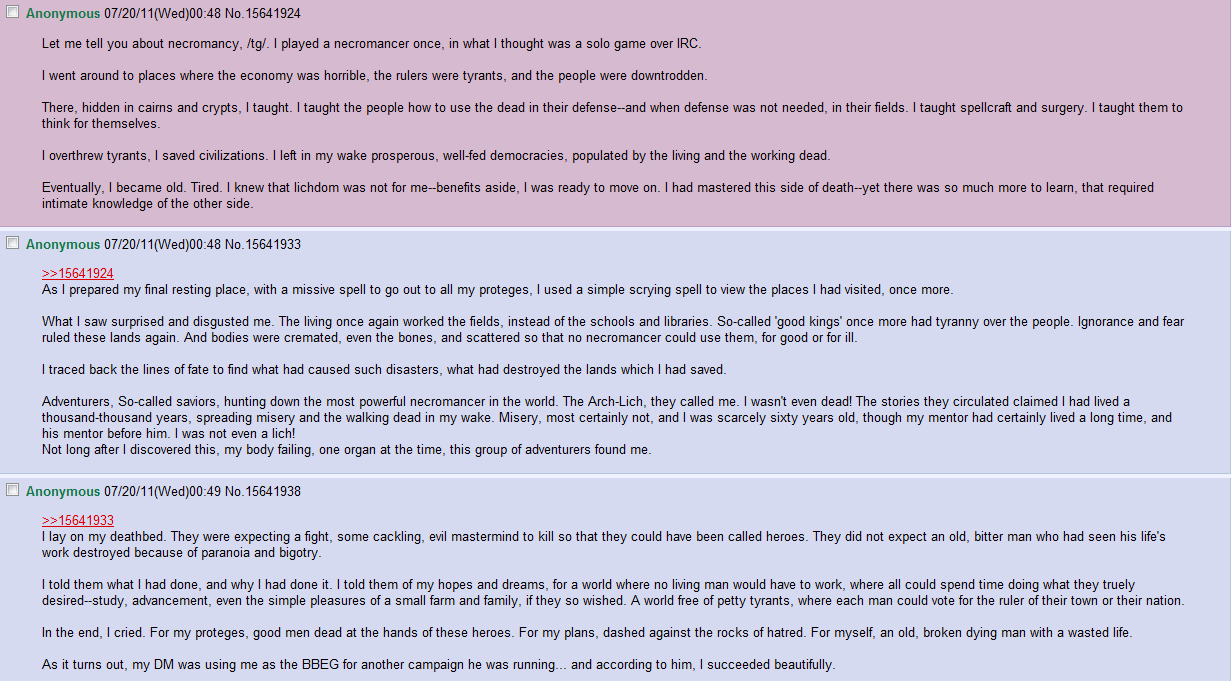 Anonymous 07/20/11(Wed)00:48 No.15641924
Let me tell you about necromancy, /tg/. I played a necromancer once, in what I thought was a solo game over IRC.
I went around to places where the economy was horrible, the rulers were tyrants, and the people were downtrodden.
There, hidden in cairns and crypts, I taught. I taught the people how to use the dead in their defense--and when defense was not needed, in their fields. I taught spellcraft and surgery. I taught them to
think for themselves.
I overthrew tyrants, I saved civilizations. I left in my wake prosperous, well-fed democracies, populated by the living and the working dead.
Eventually, I became old. Tired. I knew that lichdom was not for me--benefits aside, I was ready to move on. I had mastered this side of death--yet there was so much more to learn, that required
intimate knowledge of the other side.
Anonymous 07/20/11(Wed)00:48 No.15641933
>>15641924
As I prepared my final resting place, with a missive spell to go out to all my proteges, I used a simple scrying spell to view the places I had visited, once more.
What I saw surprised and disgusted me. The living once again worked the fields, instead of the schools and libraries. So-called 'good kings' once more had tyranny over the people. Ignorance and fear
ruled these lands again. And bodies were cremated, even the bones, and scattered so that no necromancer could use them, for good or for ill.
I traced back the lines of fate to find what had caused such disasters, what had destroyed the lands which I had saved.
Adventurers, So-called saviors, hunting down the most powerful necromancer in the world. The Arch-Lich, they called me. I wasn't even dead! The stories they circulated claimed I had lived a
thousand-thousand years, spreading misery and the walking dead in my wake. Misery, most certainly not, and I was scarcely sixty years old, though my mentor had certainly lived a long time, and
his mentor before him. I was not even a lich!
Not long after I discovered this, my body failing, one organ at the time, this group of adventurers found me.
Anonymous 07/20/11(Wed)00:49 No.15641938
>>15641933
I lay on my deathbed. They were expecting a fight, some cackling, evil mastermind to kill so that they could have been called heroes. They did not expect an old, bitter man who had seen his life's
work destroyed because of paranoia and bigotry.
I told them what I had done, and why I had done it. I told them of my hopes and dreams, for a world where no living man would have to work, where all could spend time doing what they truely
desired--study, advancement, even the simple pleasures of a small farm and family, if they so wished. A world free of petty tyrants, where each man could vote for the ruler of their town or their nation.
In the end, I cried. For my proteges, good men dead at the hands of these heroes. For my plans, dashed against the rocks of hatred. For myself, an old, broken dying man with a wasted life.
As it turns out, my DM was using me as the BBEG for another campaign he was running... and according to him, I succeeded beautifully.